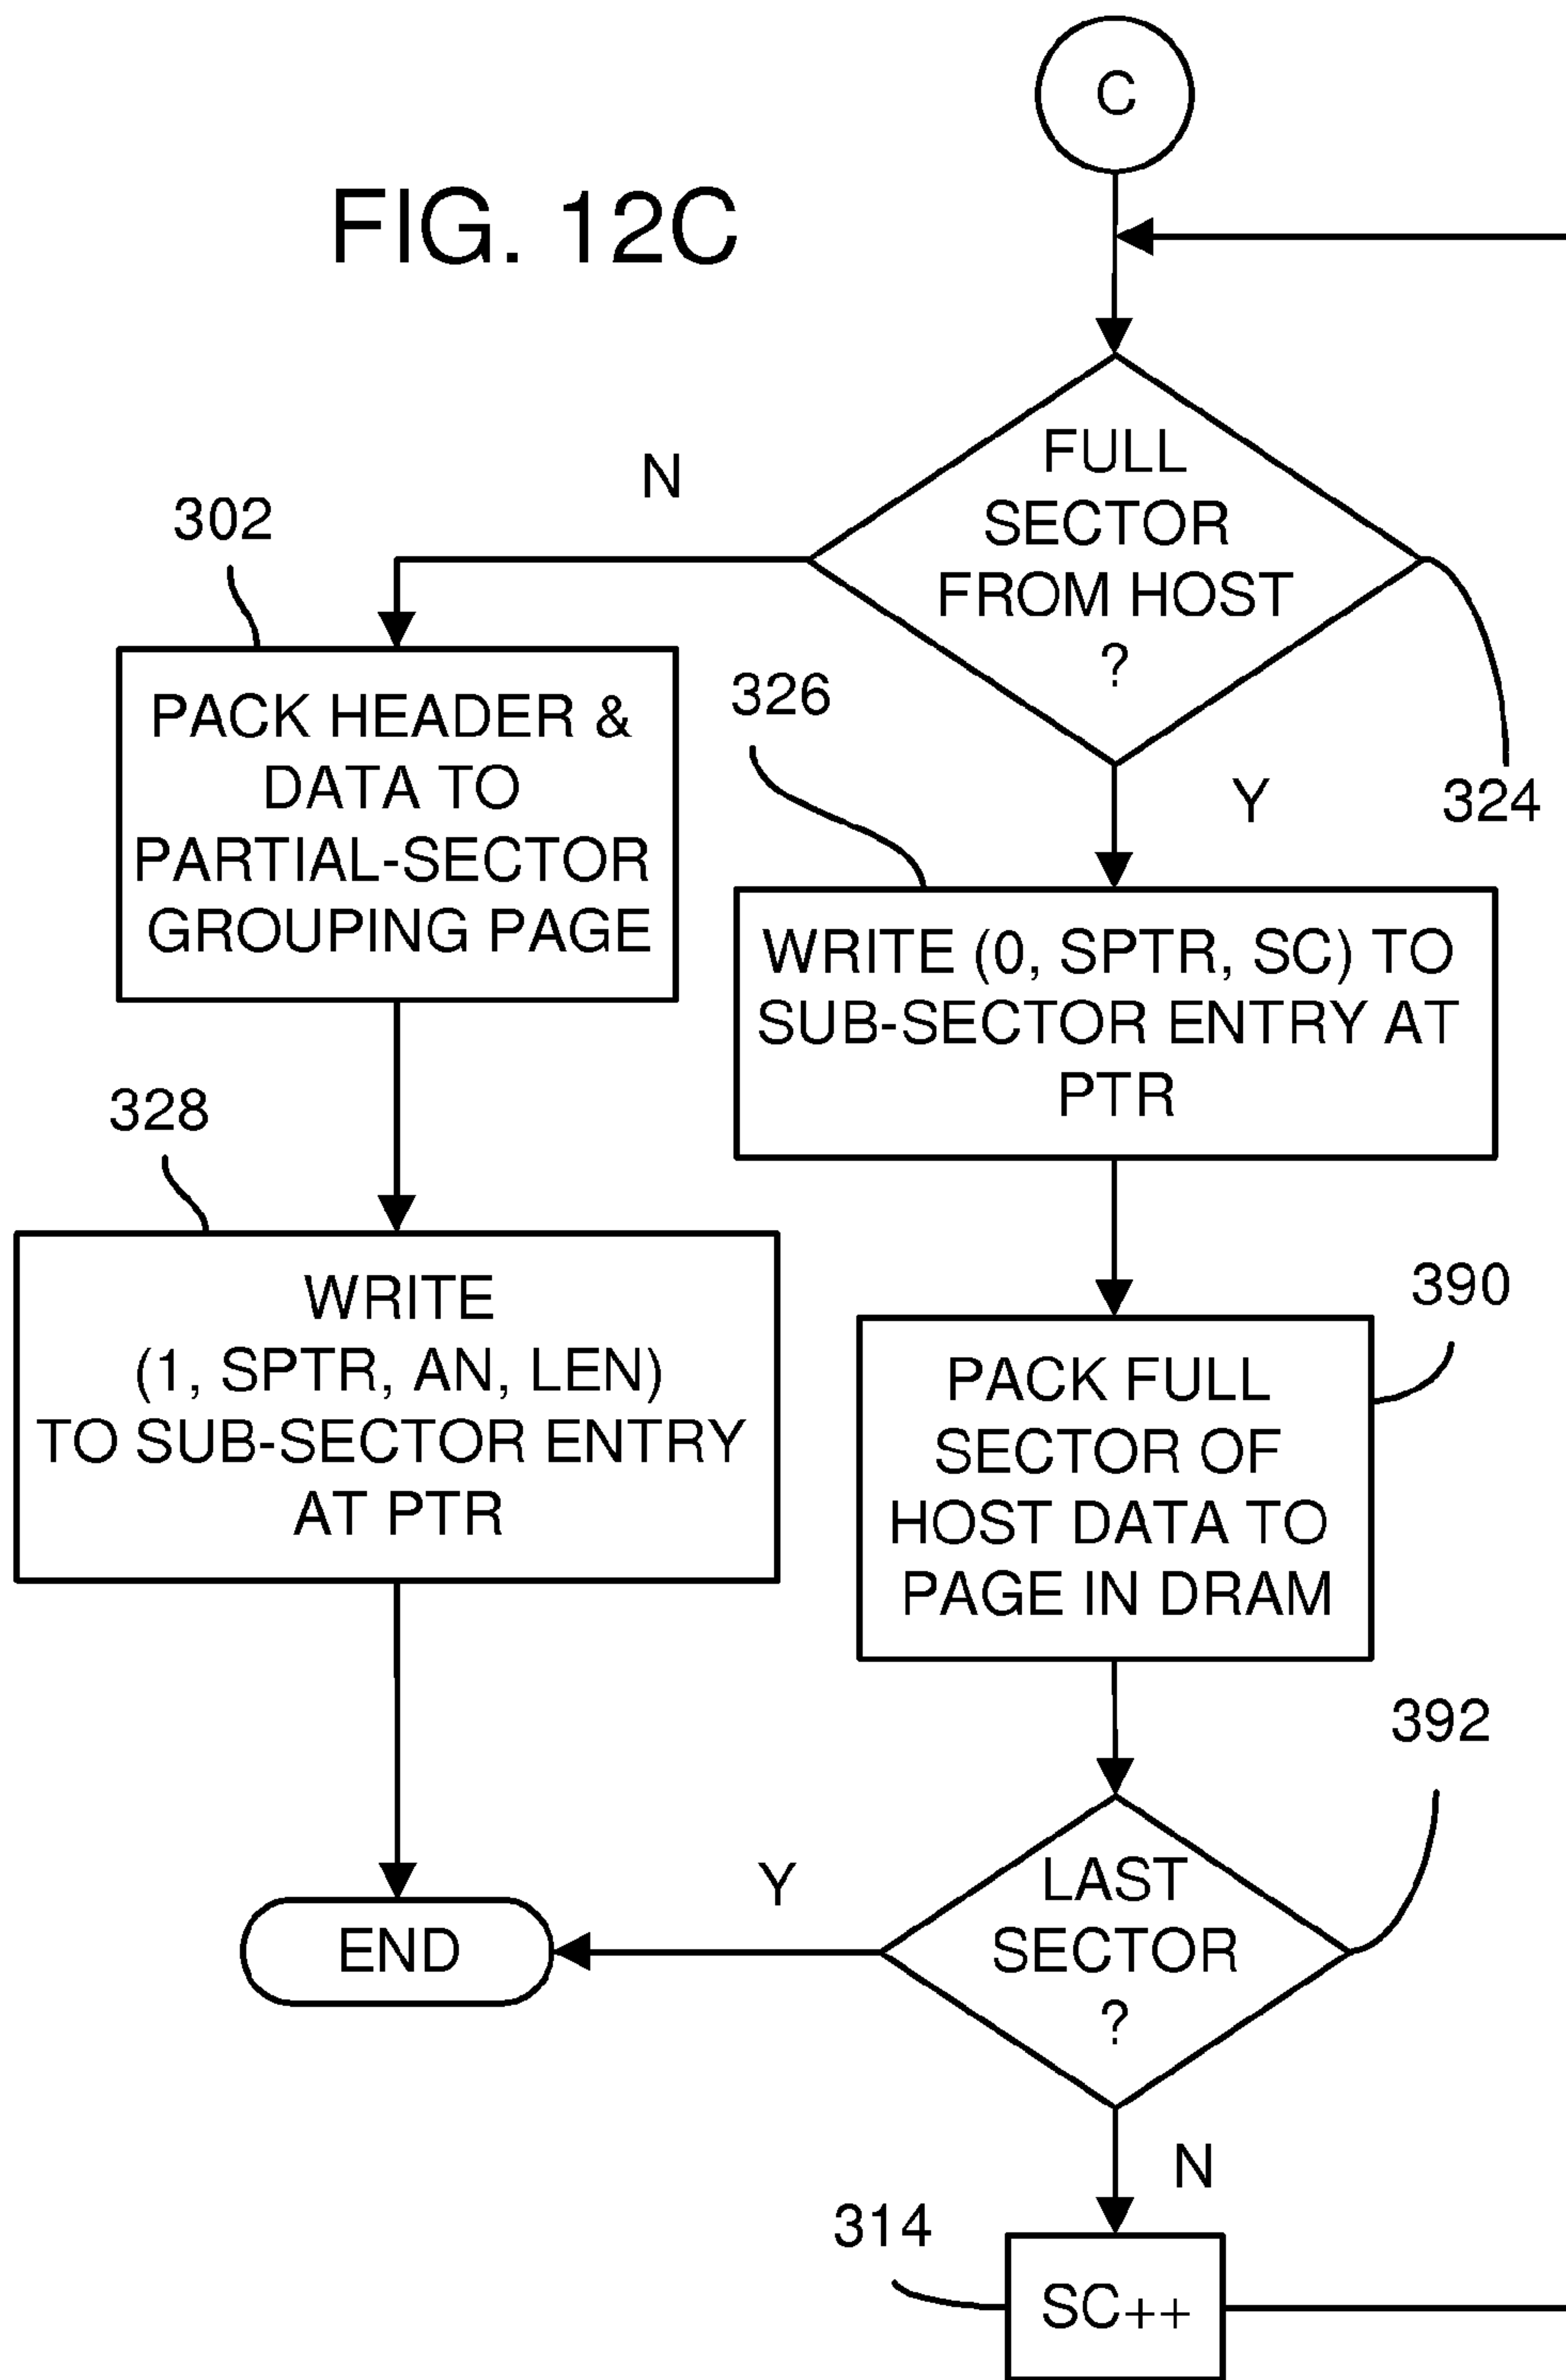 C
FIG. 12C
FULL
SECTOR
FROM HOST
?
N
302
324
Y
326
PACK HEADER &
DATA TO
PARTIAL-SECTOR
GROUPING PAGE
WRITE (0, SPTR, SC) TO
SUB-SECTOR ENTRY AT
PTR
328
WRITE
(1, SPTR, AN, LEN)
TO SUB-SECTOR ENTRY
AT PTR
390
PACK FULL
SECTOR OF
HOST DATA TO
PAGE IN DRAM
392
LAST
SECTOR
?
Y
END
N
314
SC++